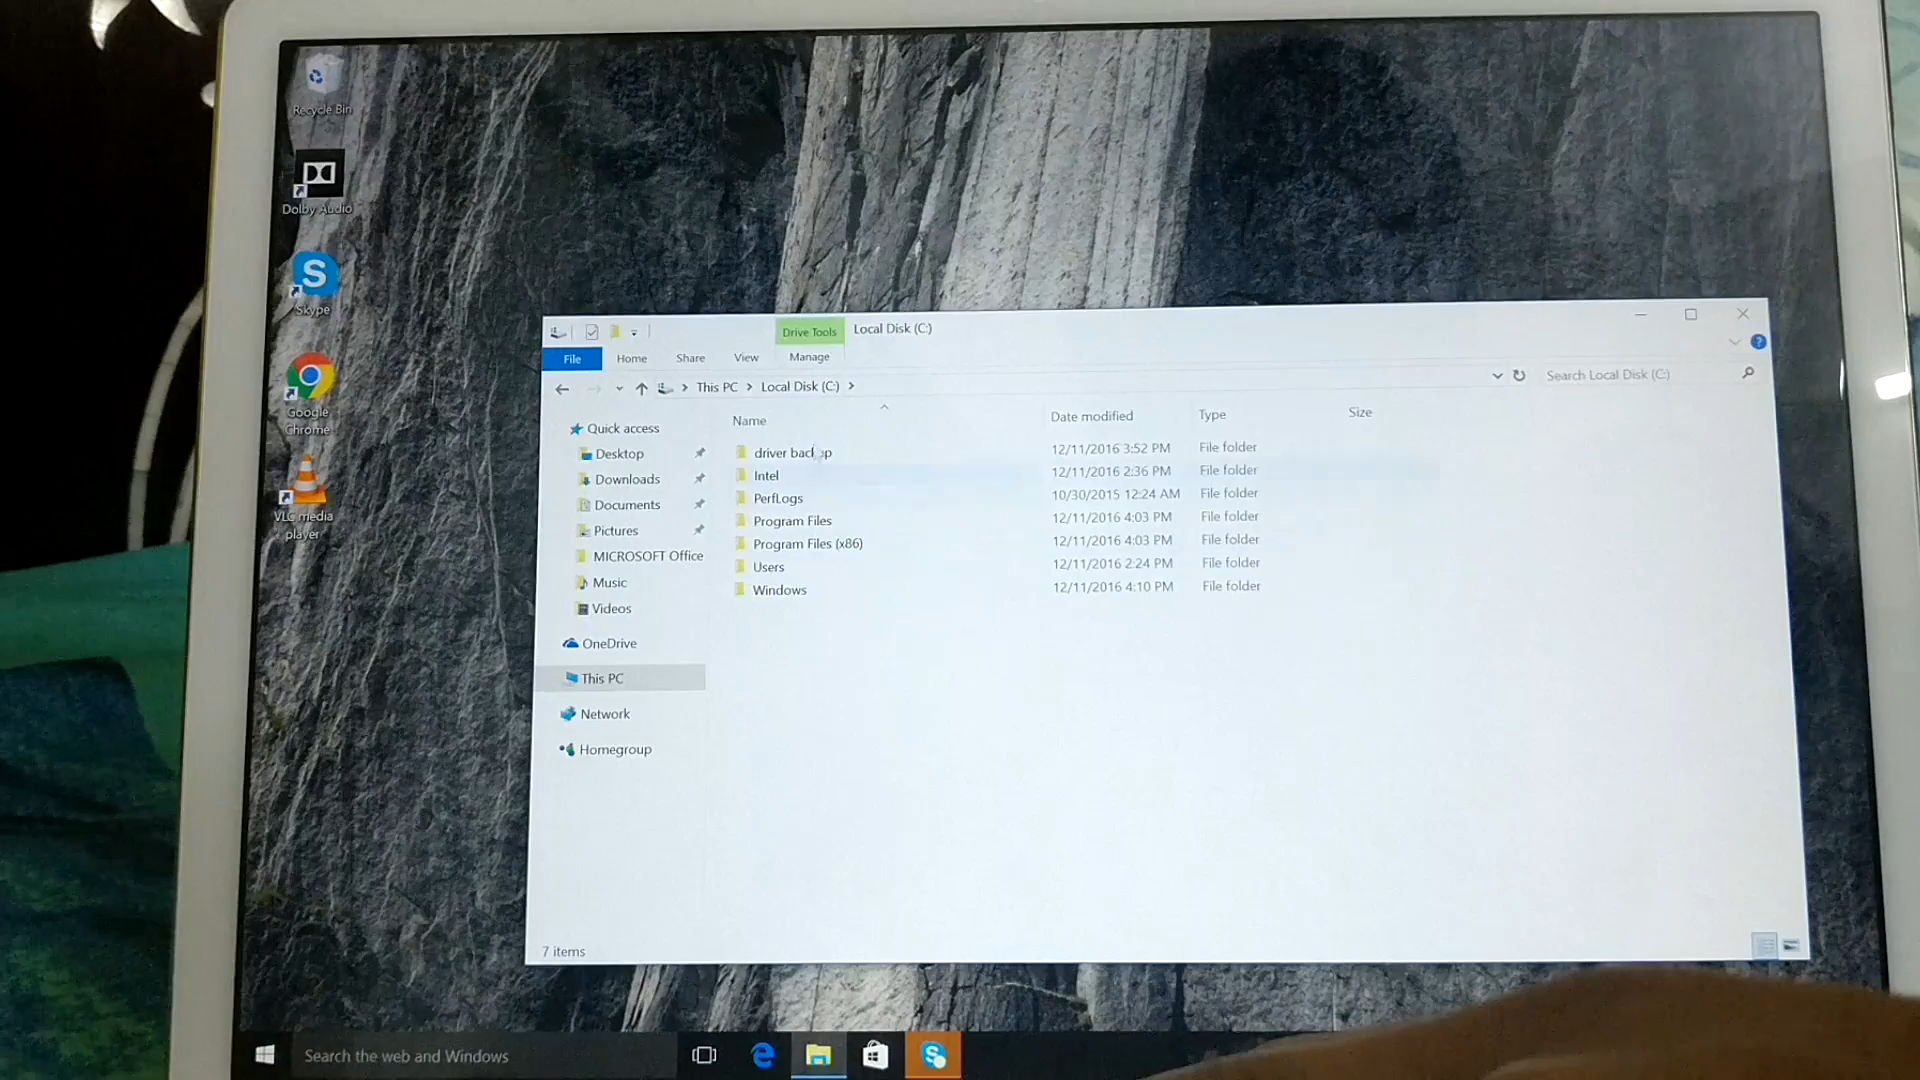 Recycle Bin
Dolby Audio
S
Skype
Google
Chrome
VLC media
player
Drive Tools
Local Disk (C:)
File
Home
Share
View
Manage
?
This PC
Local Disk (C:)
Search Local Disk (C:)
Name
Date modified
Type
Size
Quick access
Desktop
Downloads
Documents
Pictures
MICROSOFT Office
Music
Videos
OneDrive
This PC
Network
Homegroup
driver backup 12/11/2016 3:52 PM File folder
Intel 12/11/2016 2:36 PM File folder
PerfLogs 10/30/2015 12:24 AM File folder
Program Files 12/11/2016 4:03 PM File folder
Program Files (x86) 12/11/2016 4:03 PM File folder
Users 12/11/2016 2:24 PM File folder
Windows 12/11/2016 4:10 PM File folder
7 items
Search the web and Windows
S